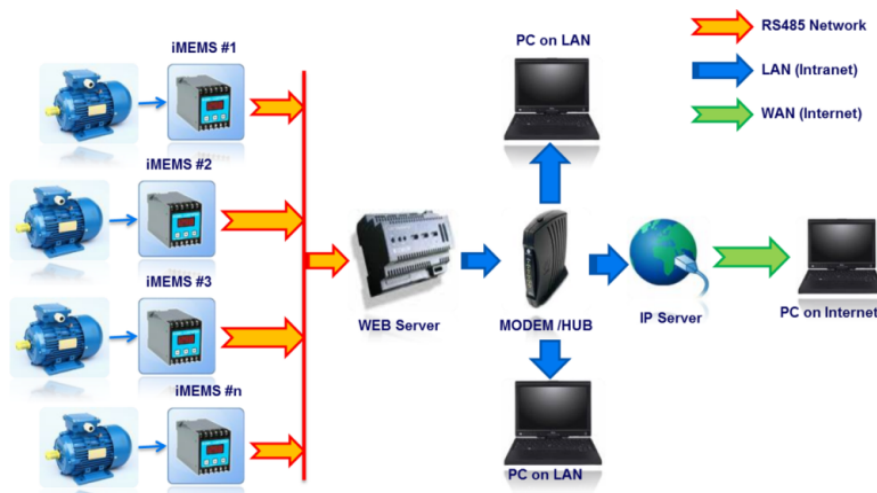 iMEMS #1
PC on LAN
RS485 Network
LAN (Intranet)
WAN (Internet)
iMEMS #2
iMEMS #3
WEB Server
MODEM /HUB
IP Server
PC on Internet
iMEMS #n
PC on LAN